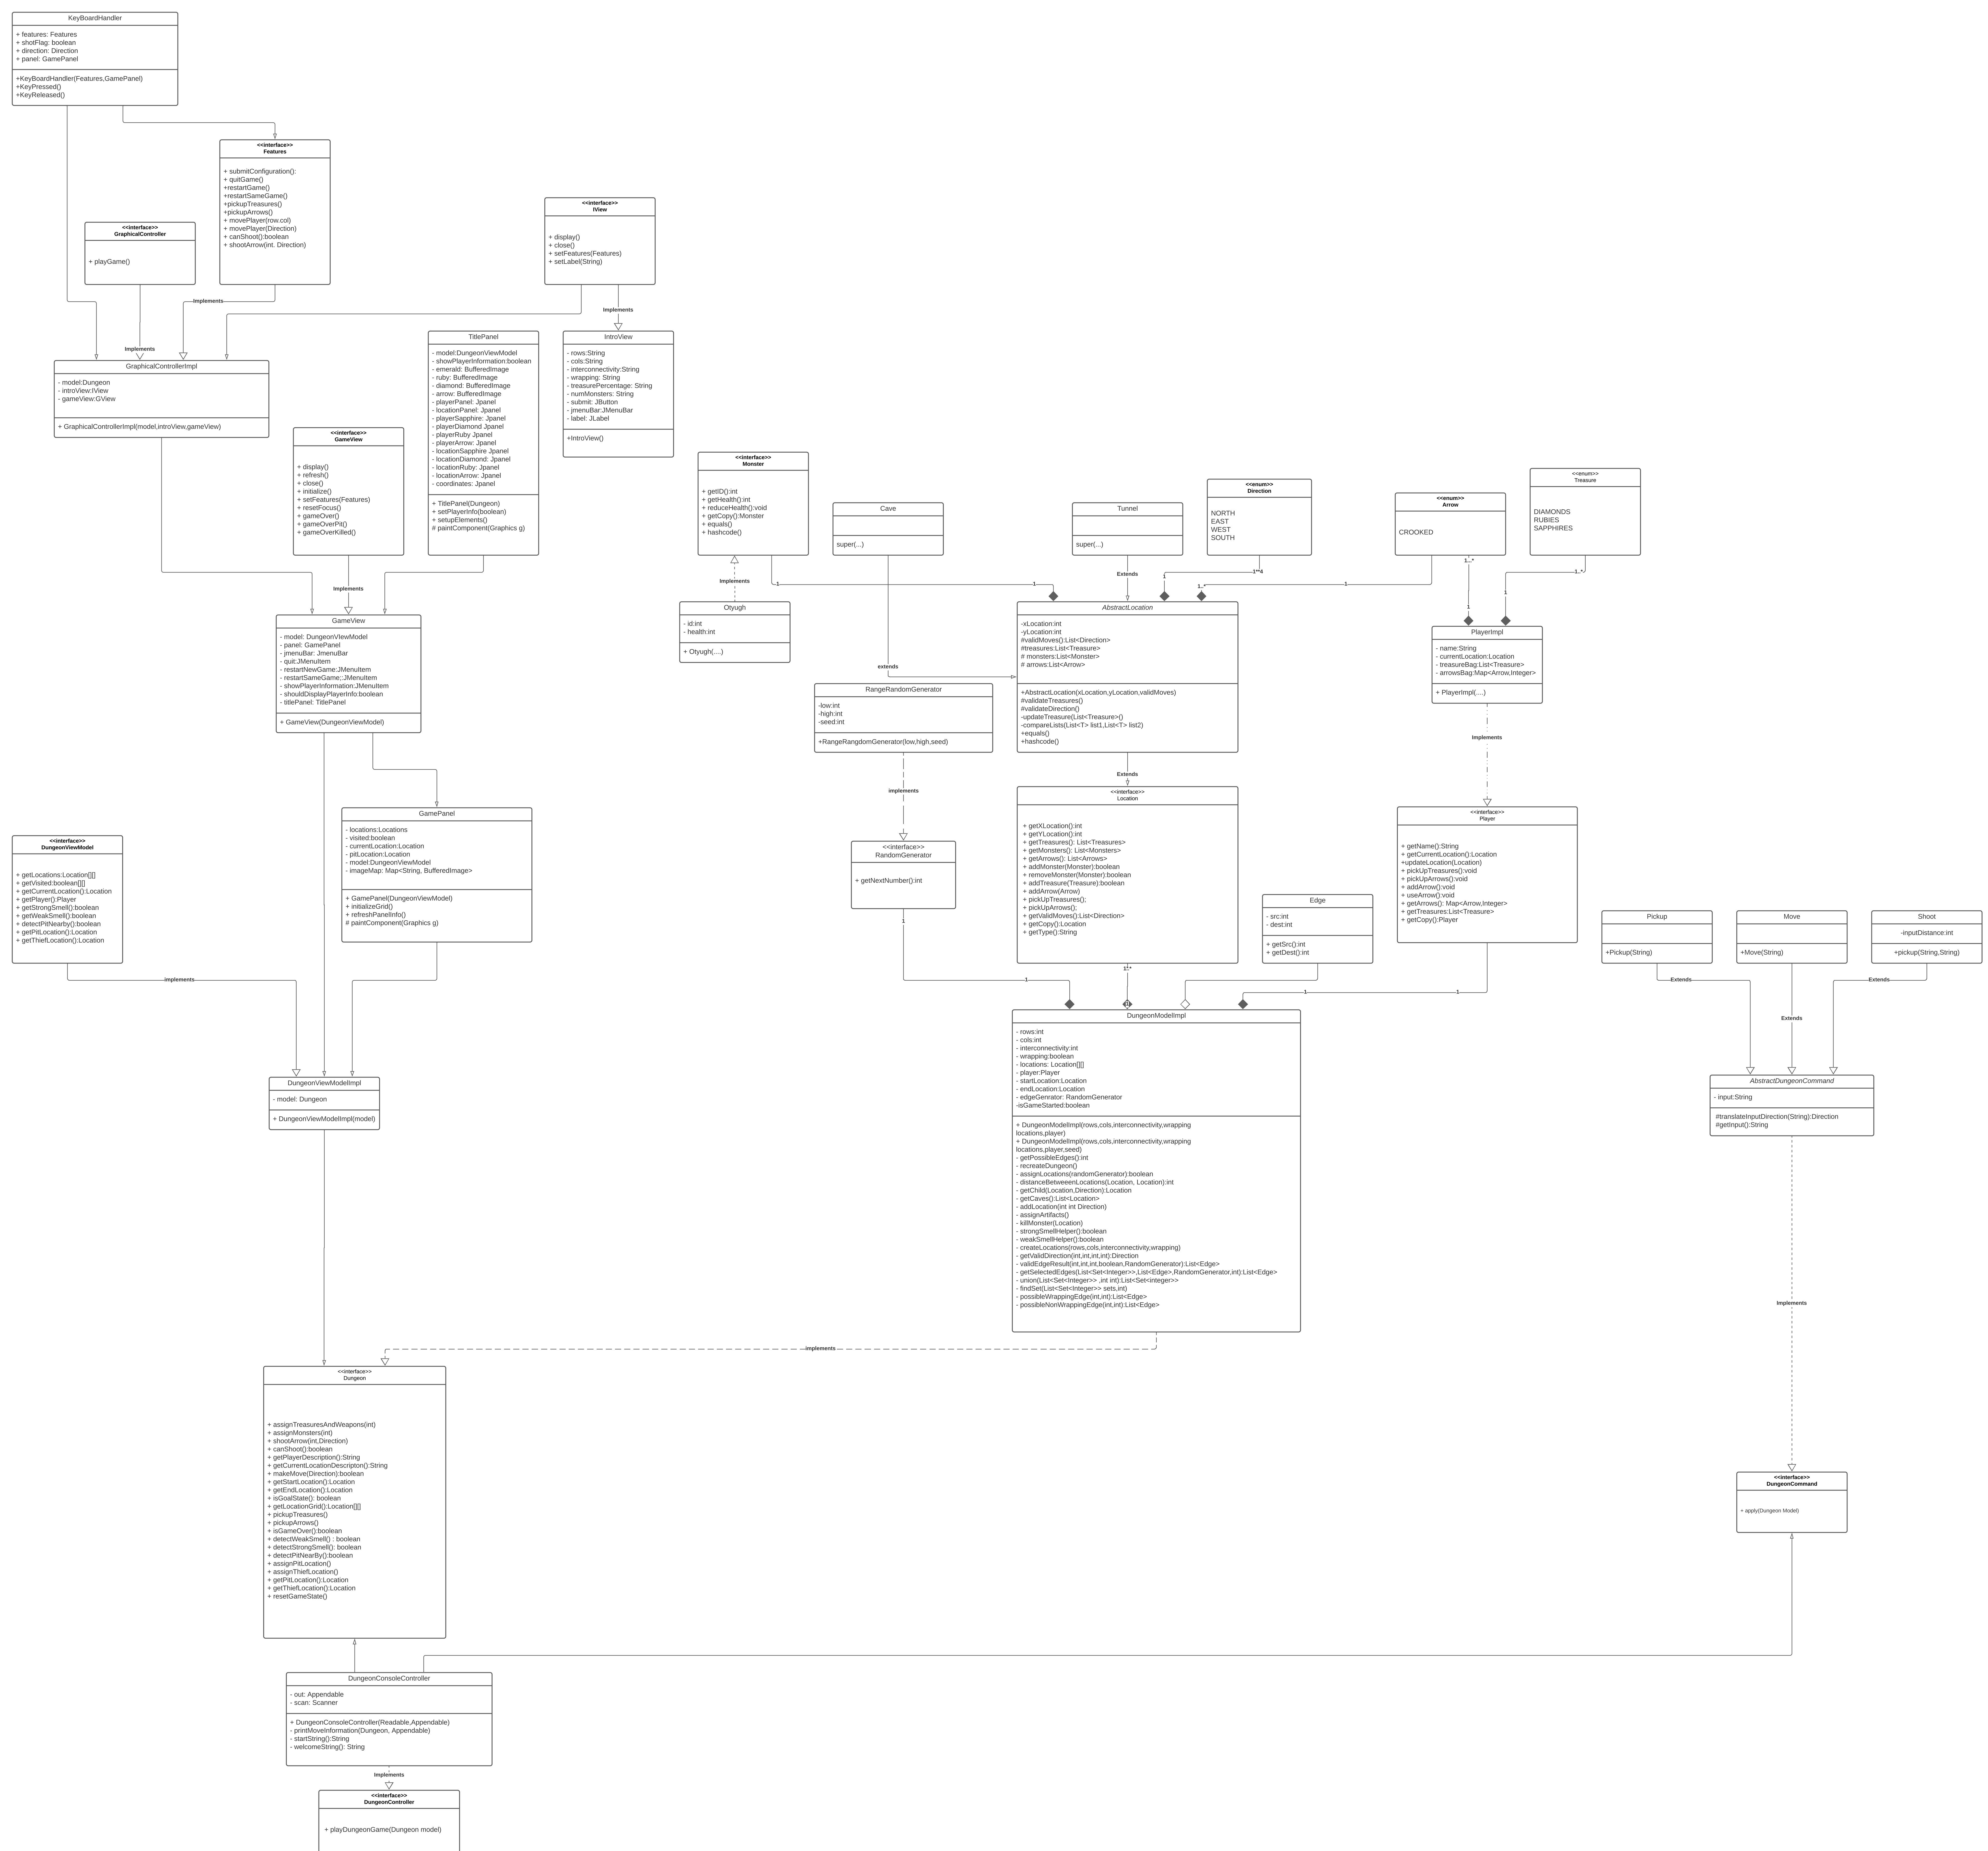 KeyBoardHandler
+ features: Features
+ shotFlag: boolean
+ direction: Direction
+ panel: GamePanel
+KeyBoardHandler(Features,GamePanel)
+KeyPressed()
+KeyReleased()
<<interface>>
Features
+ submitConfiguration():
+ quitGame()
+restartGame()
+restartSameGame()
+pickupTreasures()
+pickupArrows()
+ movePlayer(row.col)
+ movePlayer(Direction)
+ canShoot():boolean
+ shootArrow(int. Direction)
<<interface>>
GraphicalController
+ playGame()
<<interface>>
IView
+ display()
+ close()
+ setFeatures(Features)
+ setLabel(String)
Implements
Implements
Implements
GraphicalControllerImpl
- model:Dungeon
- introView:IView
- gameView:GView
+ GraphicalControllerImpl(model,introView,gameView)
TitlePanel
- model:DungeonViewModel
- showPlayerInformation:boolean
- emerald: BufferedImage
- ruby: BufferedImage
- diamond: BufferedImage
- arrow: BufferedImage
- playerPanel: Jpanel
- locationPanel: Jpanel
- playerSapphire: Jpanel
- playerDiamond Jpanel
- playerRuby Jpanel
- playerArrow: Jpanel
- locationSapphire Jpanel
- locationDiamond: Jpanel
- locationRuby: Jpanel
- locationArrow: Jpanel
- coordinates: Jpanel
+ TitlePanel(Dungeon)
+ setPlayerInfo(boolean)
+ setupElements()
# paintComponent(Graphics g)
IntroView
- rows:String
- cols:String
- interconnectivity:String
- wrapping: String
- treasurePercentage: String
- numMonsters: String
- submit: JButton
- jmenuBar:JMenuBar
- label: JLabel
+IntroView()
<<interface>>
GameView
+ display()
+ refresh()
+ close()
+ initialize()
+ setFeatures(Features)
+ resetFocus()
+ gameOver()
+ gameOverPit()
+ gameOverKilled()
Implements
<<interface>>
Monster
+ getID():int
+ getHealth():int
+ reduceHealth():void
+ getCopy():Monster
+ equals()
+ hashcode()
Cave
super(...)
Tunnel
super(...)
<<enum>>
Direction
NORTH
EAST
WEST
SOUTH
<<enum>>
Arrow
CROOKED
<<enum>>
Treasure
DIAMONDS
RUBIES
SAPPHIRES
Implements
1
1
Extends
1
1**4
1..*
1
1...*
1
1..*
1
extends
Otyugh
- id:int
- health:int
+ Otyugh(....)
GameView
- model: DungeonVIewModel
- panel: GamePanel
- jmenuBar: JmenuBar
- quit:JMenuItem
- restartNewGame:JMenuItem
- restartSameGame;:JMenuItem
- showPlayerInformation:JMenuItem
- shouldDisplayPlayerInfo:boolean
- titlePanel: TitlePanel
+ GameView(DungeonViewModel)
AbstractLocation
-xLocation:int
-yLocation:int
#validMoves():List<Direction>
#treasures:List<Treasure>
# monsters:List<Monster>
# arrows:List<Arrow>
+AbstractLocation(xLocation,yLocation,validMoves)
#validateTreasures()
#validateDirection()
-updateTreasure(List<Treasure>()
-compareLists(List<T> list1,List<T> list2)
+equals()
+hashcode()
PlayerImpl
- name:String
- currentLocation:Location
- treasureBag:List<Treasure>
- arrowsBag:Map<Arrow,Integer>
+ PlayerImpl(....)
RangeRandomGenerator
-low:int
-high:int
-seed:int
+RangeRangdomGenerator(low,high,seed)
implements
Extends
Implements
<<interface>>
RandomGenerator
+ getNextNumber():int
<<interface>>
Location
+ getXLocation():int
+ getYLocation():int
+ getTreasures(): List<Treasures>
+ getMonsters(): List<Monsters>
+ getArrows(): List<Arrows>
+ addMonster(Monster):boolean
+ removeMonster(Monster):boolean
+ addTreasure(Treasure):boolean
+ addArrow(Arrow)
+ pickUpTreasures();
+ pickUpArrows();
+ getValidMoves():List<Direction>
+ getCopy():Location
+ getType():String
<<interface>>
Player
+ getName():String
+ getCurrentLocation():Location
+updateLocation(Location)
+ pickUpTreasures():void
+ pickUpArrows():void
+ addArrow():void
+ useArrow():void
+ getArrows(): Map<Arrow,Integer>
+ getTreasures:List<Treasure>
+ getCopy():Player
Edge
- src:int
- dest:int
+ getSrc():int
+ getDest():int
GamePanel
- locations:Locations
- visited:boolean
- currentLocation:Location
- pitLocation:Location
- model:DungeonViewModel
- imageMap: Map<String, BufferedImage>
+ GamePanel(DungeonViewModel)
+ initializeGrid()
+ refreshPanelInfo()
# paintComponent(Graphics g)
<<interface>>
DungeonViewModel
+ getLocations:Location[][]
+ getVisited:boolean[][]
+ getCurrentLocation():Location
+ getPlayer():Player
+ getStrongSmell():boolean
+ getWeakSmell():boolean
+ detectPitNearby():boolean
+ getPitLocation():Location
+ getThiefLocation():Location
implements
Pickup
+Pickup(String)
Move
+Move(String)
Shoot
-inputDistance:int
+pickup(String,String)
Extends
Extends
Extends
1
1
1..*
1
1
DungeonModelImpl
- rows:int
- cols:int
- interconnectivity:int
- wrapping:boolean
- locations: Location[][]
- player:Player
- startLocation:Location
- endLocation:Location
- edgeGenrator: RandomGenerator
-isGameStarted:boolean
+ DungeonModelImpl(rows,cols,interconnectivity,wrapping
locations,player)
+ DungeonModelImpl(rows,cols,interconnectivity,wrapping
locations,player,seed)
- getPossibleEdges():int
- recreateDungeon()
- assignLocations(randomGenerator):boolean
- distanceBetweeenLocations(Location, Location):int
- getChild(Location,Direction):Location
- getCaves():List<Location>
- addLocation(int int Direction)
- assignArtifacts()
- killMonster(Location)
- strongSmellHelper():boolean
- weakSmellHelper():boolean
- createLocations(rows,cols,interconnectivity,wrapping)
- getValidDirection(int,int,int,int):Direction
- validEdgeResult(int,int,int,boolean,RandomGenerator):List<Edge>
- getSelectedEdges(List<Set<Integer>>,List<Edge>,RandomGenerator,int):List<Edge>
- union(List<Set<Integer>> ,int int):List<Set<integer>>
- findSet(List<Set<Integer>> sets,int)
- possibleWrappingEdge(int,int):List<Edge>
- possibleNonWrappingEdge(int,int):List<Edge>
DungeonViewModelImpl
- model: Dungeon
+ DungeonViewModelImpl(model)
AbstractDungeonCommand
- input:String
#translateInputDirection(String):Direction
#getInput():String
Implements
implements
<<interface>>
Dungeon
+ assignTreasuresAndWeapons(int)
+ assignMonsters(int)
+ shootArrow(int,Direction)
+ canShoot():boolean
+ getPlayerDescription():String
+ getCurrentLocationDescripton():String
+ makeMove(Direction):boolean
+ getStartLocation():Location
+ getEndLocation():Location
+ isGoalState(): boolean
+ getLocationGrid():Location[][]
+ pickupTreasures()
+ pickupArrows()
+ isGameOver():boolean
+ detectWeakSmell() : boolean
+ detectStrongSmell(): boolean
+ detectPitNearBy():boolean
+ assignPitLocation()
+ assignThiefLocation()
+ getPitLocation():Location
+ getThiefLocation():Location
+ resetGameState()
<<interface>>
DungeonCommand
+ apply(Dungeon Model)
DungeonConsoleController
- out: Appendable
- scan: Scanner
+ DungeonConsoleController(Readable,Appendable)
- printMoveInformation(Dungeon, Appendable)
- startString():String
- welcomeString(): String
Implements
<<interface>>
DungeonController
+ playDungeonGame(Dungeon model)